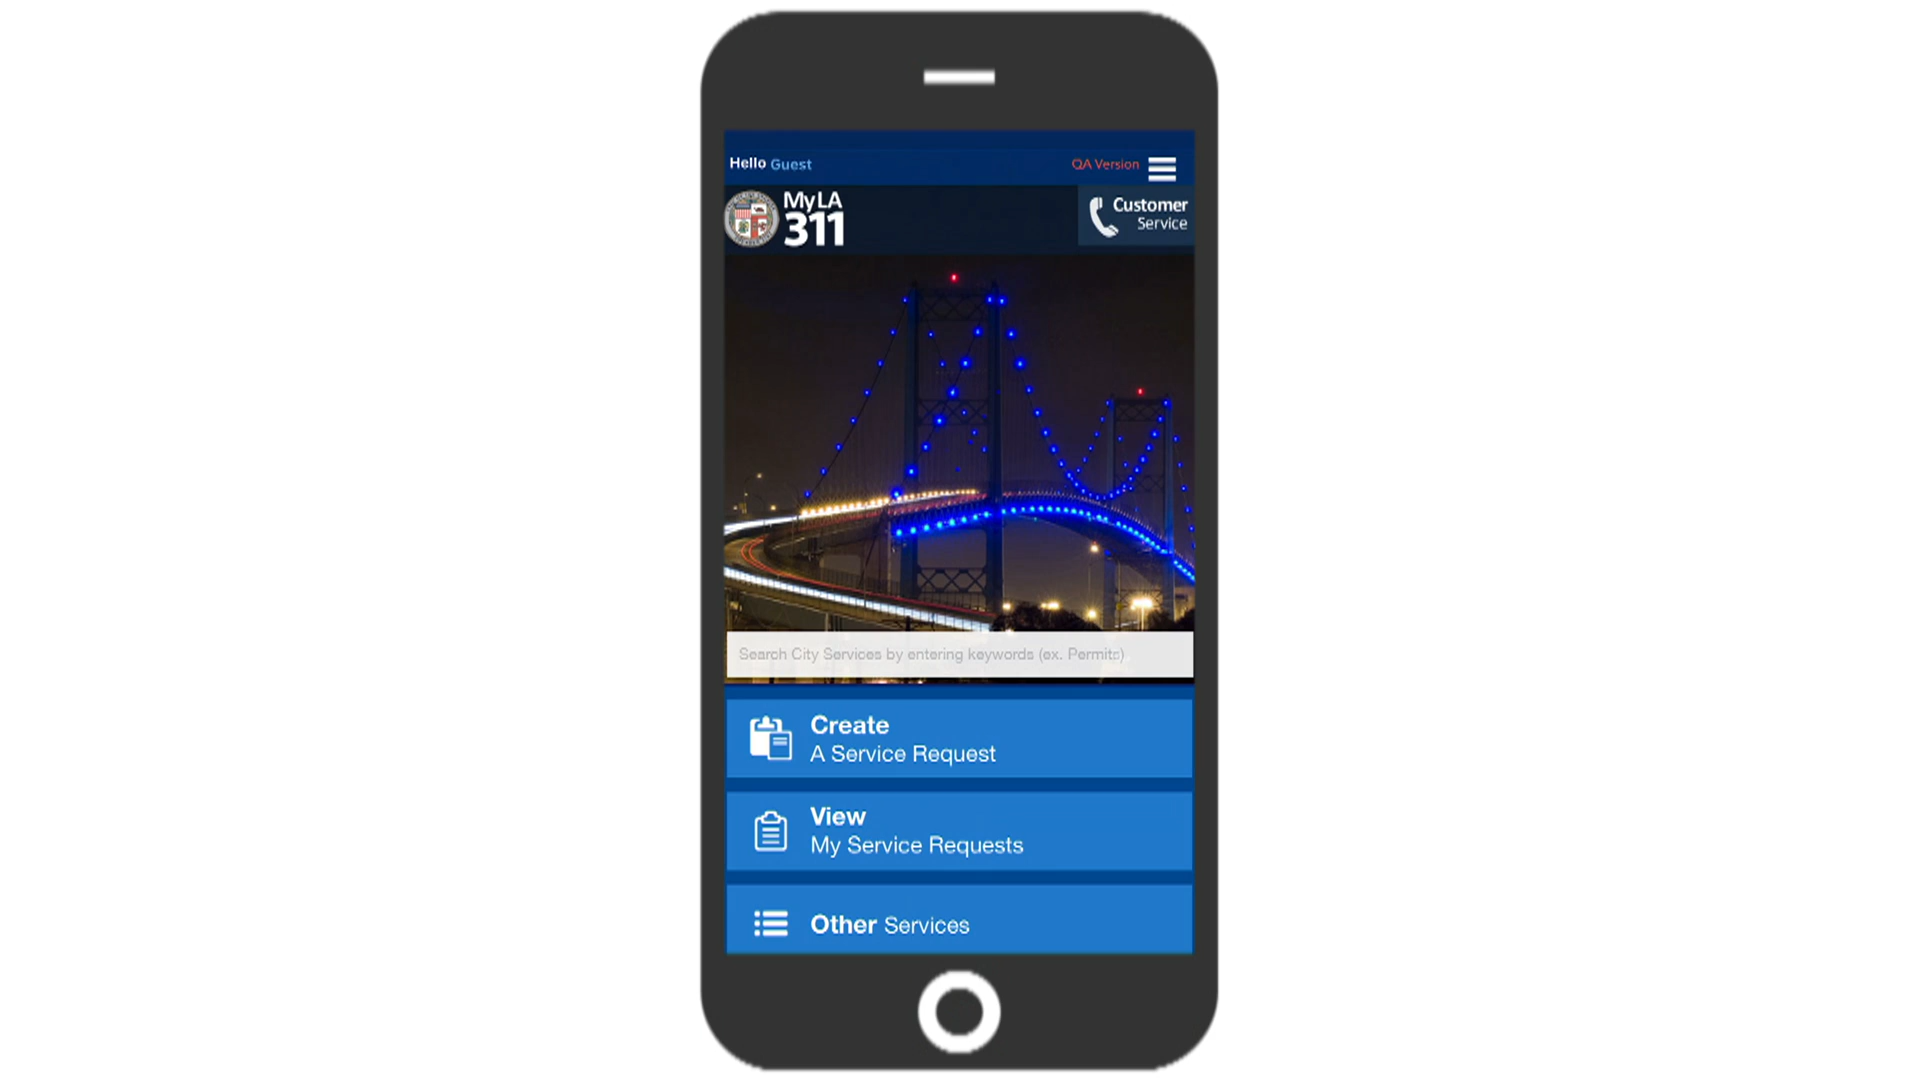 Hello Guest
QA Version
MyLA
311
Customer
Service
Search City Services by entering keywords (ex. Permits)
Create
A Service Request
View
My Service Requests
Other Services